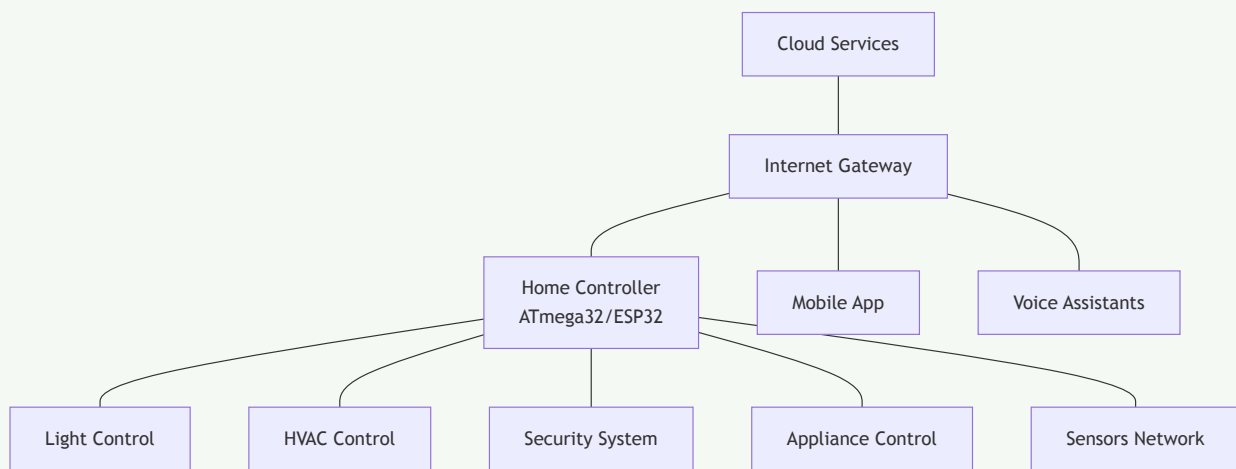 Cloud Services
Internet Gateway
Home Controller
ATmega32/ESP32
Mobile App
Voice Assistants
Light Control
HVAC Control
Security System
Appliance Control
Sensors Network